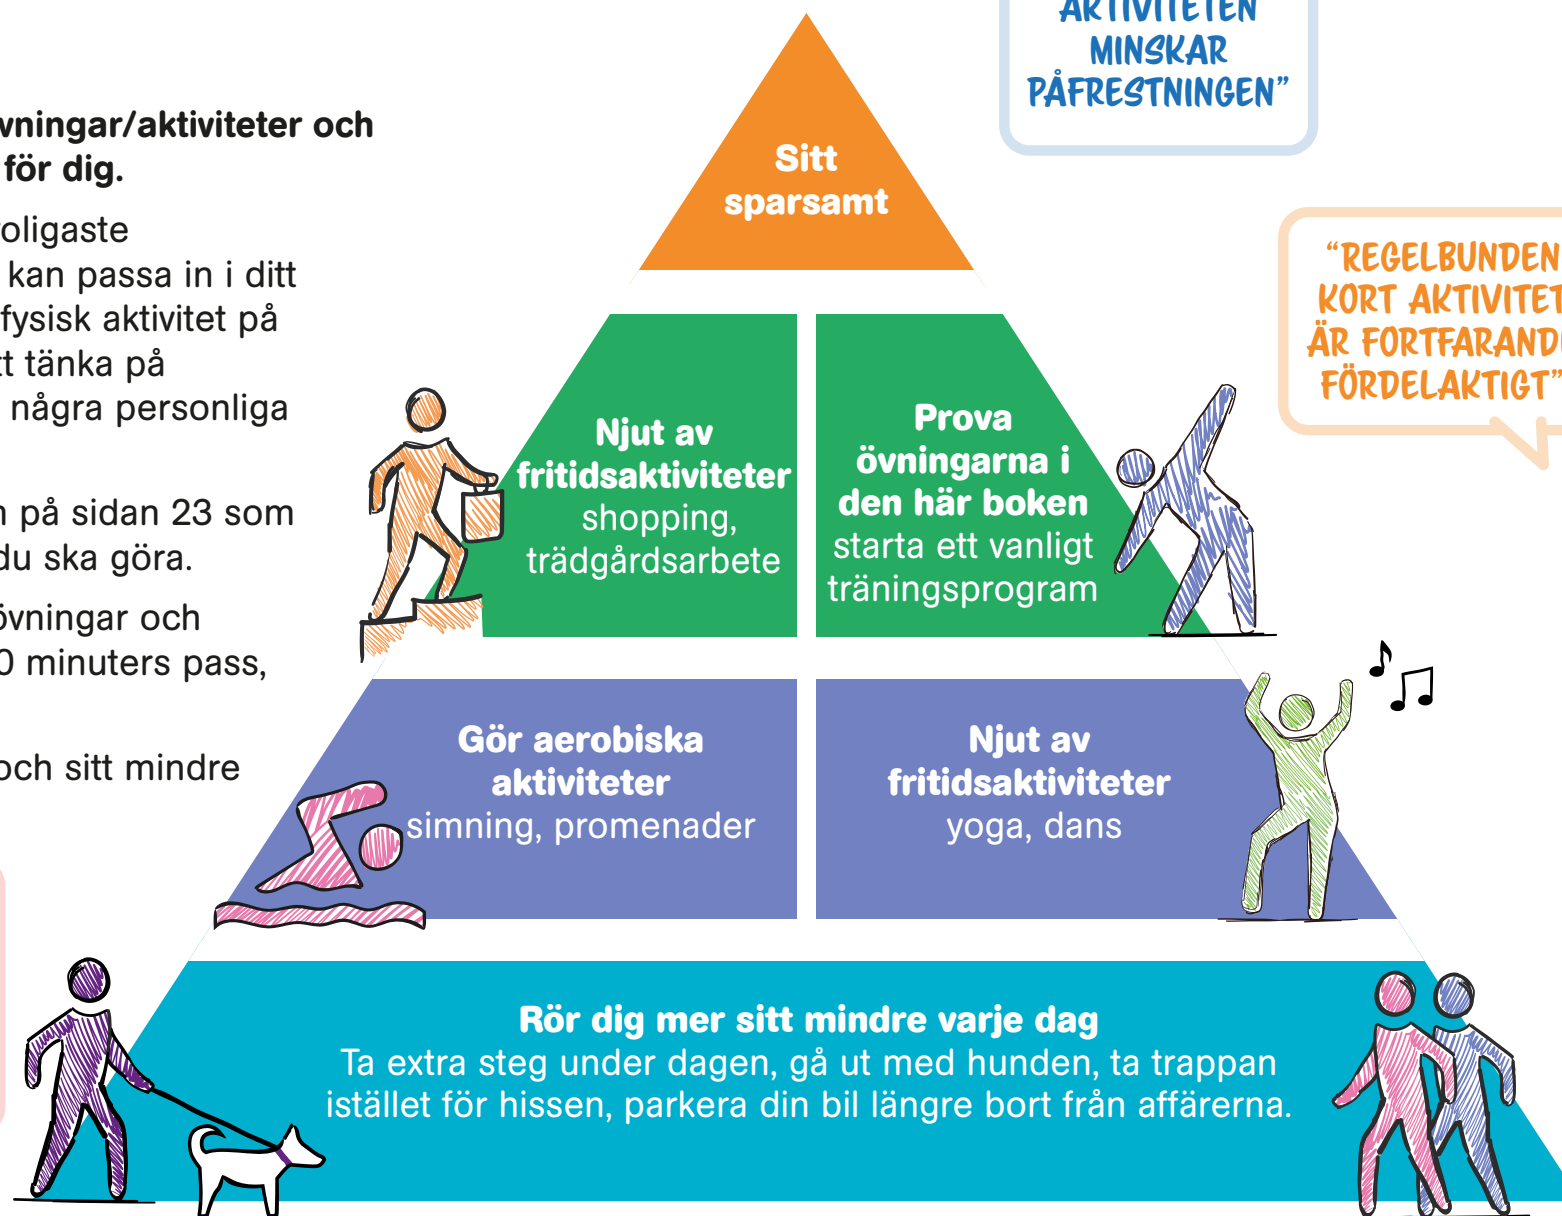 vningar/aktiviteter och
för dig.
oligaste
kan passa in i ditt
fysisk aktivitet på
tt tänka på
några personliga
n på sidan 23 som
du ska göra.
övningar och
0 minuters pass,
och sitt mindre
AKTIVITETEN
MINSKAR
PÅFRESTNINGEN”
“REGELBUNDEN
KORT AKTIVITET
ÄR FORTFARANDE
FÖRDELAKTIGT”
Sitt
sparsamt
Njut av
fritidsaktiviteter
shopping,
trädgårdsarbete
Prova
övningarna i
den här boken
starta ett vanligt
träningsprogram
Gör aerobiska
aktiviteter
simning, promenader
Njut av
fritidsaktiviteter
yoga, dans
Rör dig mer sitt mindre varje dag
Ta extra steg under dagen, gå ut med hunden, ta trappan
istället för hissen, parkera din bil längre bort från affärerna.